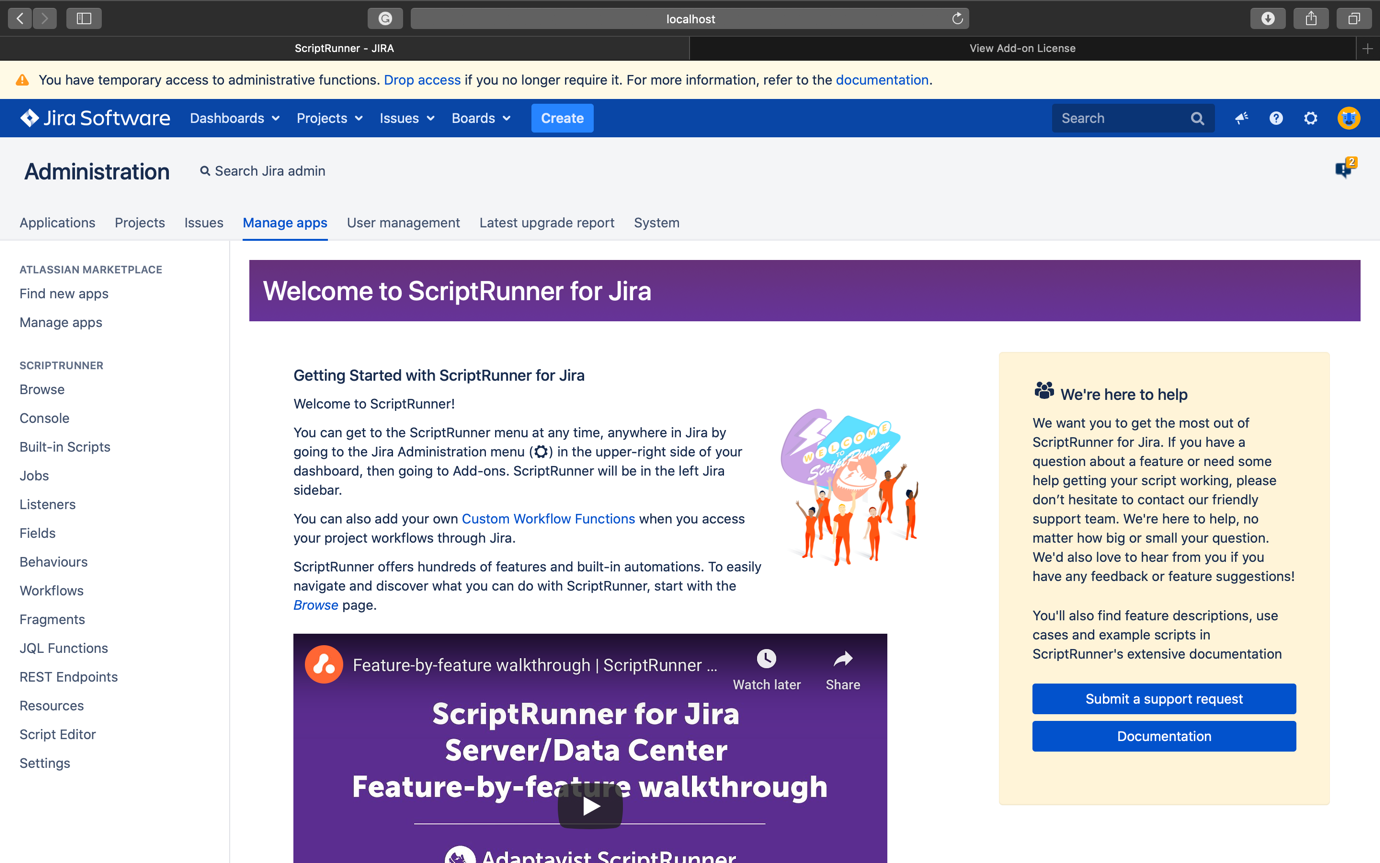 localhost
ScriptRunner - JIRA
View Add-on License
You have temporary access to administrative functions. Drop access if you no longer require it. For more information, refer to the documentation.
Jira Software
Dashboards
Projects
Issues
Boards
Create
Search
Administration
Search Jira admin
2
Applications
Projects
Issues
Manage apps
User management
Latest upgrade report
System
ATLASSIAN MARKETPLACE
Find new apps
Manage apps
SCRIPTRUNNER
Browse
Console
Built-in Scripts
Jobs
Listeners
Fields
Behaviours
Workflows
Fragments
JQL Functions
REST Endpoints
Resources
Script Editor
Settings
Welcome to ScriptRunner for Jira
Getting Started with ScriptRunner for Jira
Welcome to ScriptRunner!
You can get to the ScriptRunner menu at any time, anywhere in Jira by
going to the Jira Administration menu () in the upper-right side of your
dashboard, then going to Add-ons. ScriptRunner will be in the left Jira
sidebar.
You can also add your own Custom Workflow Functions when you access
your project workflows through Jira.
ScriptRunner offers hundreds of features and built-in automations. To easily
navigate and discover what you can do with ScriptRunner, start with the
Browse page.
WELCOME
TO
ScriptRunner
Feature-by-feature walkthrough | ScriptRunner ...
Watch later
Share
ScriptRunner for Jira
Server/Data Center
Feature-by-feature walkthrough
Adaptavist ScriptRunner
We're here to help
We want you to get the most out of
ScriptRunner for Jira. If you have a
question about a feature or need some
help getting your script working, please
don’t hesitate to contact our friendly
support team. We're here to help, no
matter how big or small your question.
We'd also love to hear from you if you
have any feedback or feature suggestions!
You'll also find feature descriptions, use
cases and example scripts in
ScriptRunner's extensive documentation
Submit a support request
Documentation